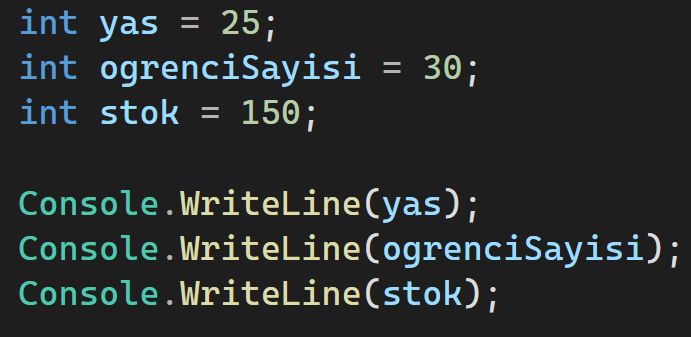 int yas = 25;
int ogrenciSayisi = 30;
int stok = 150;
Console.WriteLine(yas);
Console.WriteLine(ogrenciSayisi);
Console.WriteLine(stok);